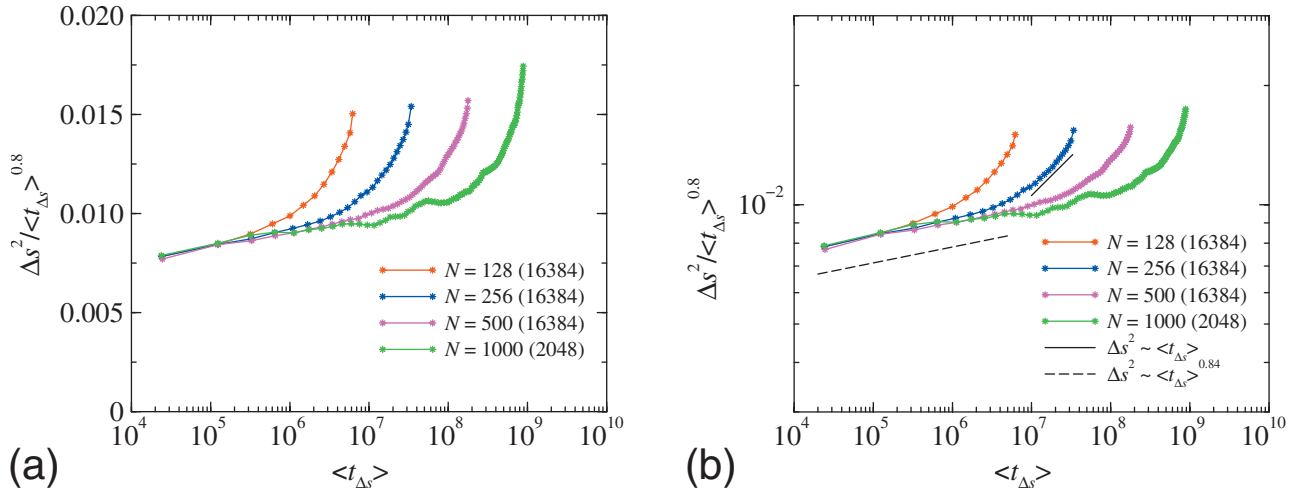 0.020
0.015
0.010
0.005
0
Δs²/<t_Δs>^0.8
N = 128 (16384)
N = 256 (16384)
N = 500 (16384)
N = 1000 (2048)
10⁴ 10⁵ 10⁶ 10⁷ 10⁸ 10⁹ 10¹⁰
<t_Δs>
(a)
10⁻²
Δs²/<t_Δs>^0.8
N = 128 (16384)
N = 256 (16384)
N = 500 (16384)
N = 1000 (2048)
Δs² ~ <t_Δs>
Δs² ~ <t_Δs>^0.84
10⁴ 10⁵ 10⁶ 10⁷ 10⁸ 10⁹ 10¹⁰
<t_Δs>
(b)